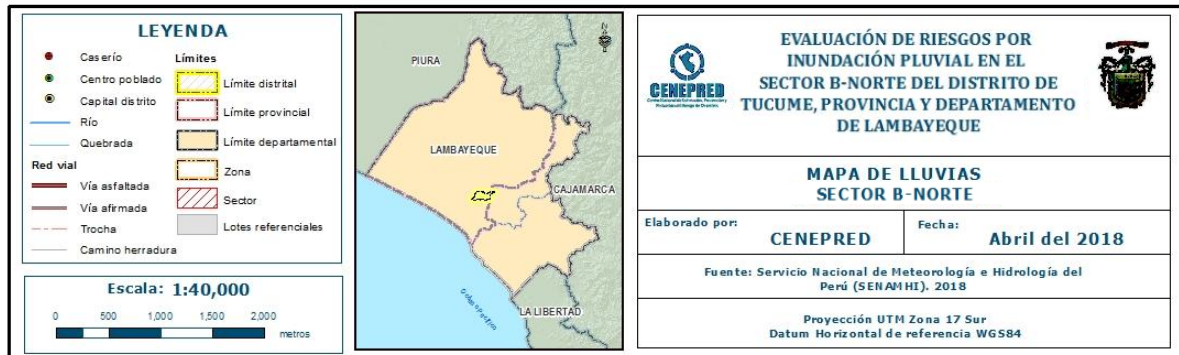 LEYENDA
Caserío
Centro poblado
Capital distrito
Río
Quebrada
Red vial
Vía asfaltada
Vía afirmada
Trocha
Camino herradura
Límites
Límite distrital
Límite provincial
Límite departamental
Zona
Sector
Lotes referenciales
Escala: 1:40,000
0 500 1,000 1,500 2,000
metros
N
PIURA
LAMBAYEQUE
CAJAMARCA
LA LIBERTAD
CENEPRED
EVALUACIÓN DE RIESGOS POR
INUNDACIÓN PLUVIAL EN EL
SECTOR B-NORTE DEL DISTRITO DE
TUCUME, PROVINCIA Y DEPARTAMENTO
DE LAMBAYEQUE
MAPA DE LLUVIAS
SECTOR B-NORTE
Elaborado por:
CENEPRED
Fecha:
Abril del 2018
Fuente: Servicio Nacional de Meteorología e Hidrología del
Perú (SENAMHI). 2018
Proyección UTM Zona 17 Sur
Datum Horizontal de referencia WGS84